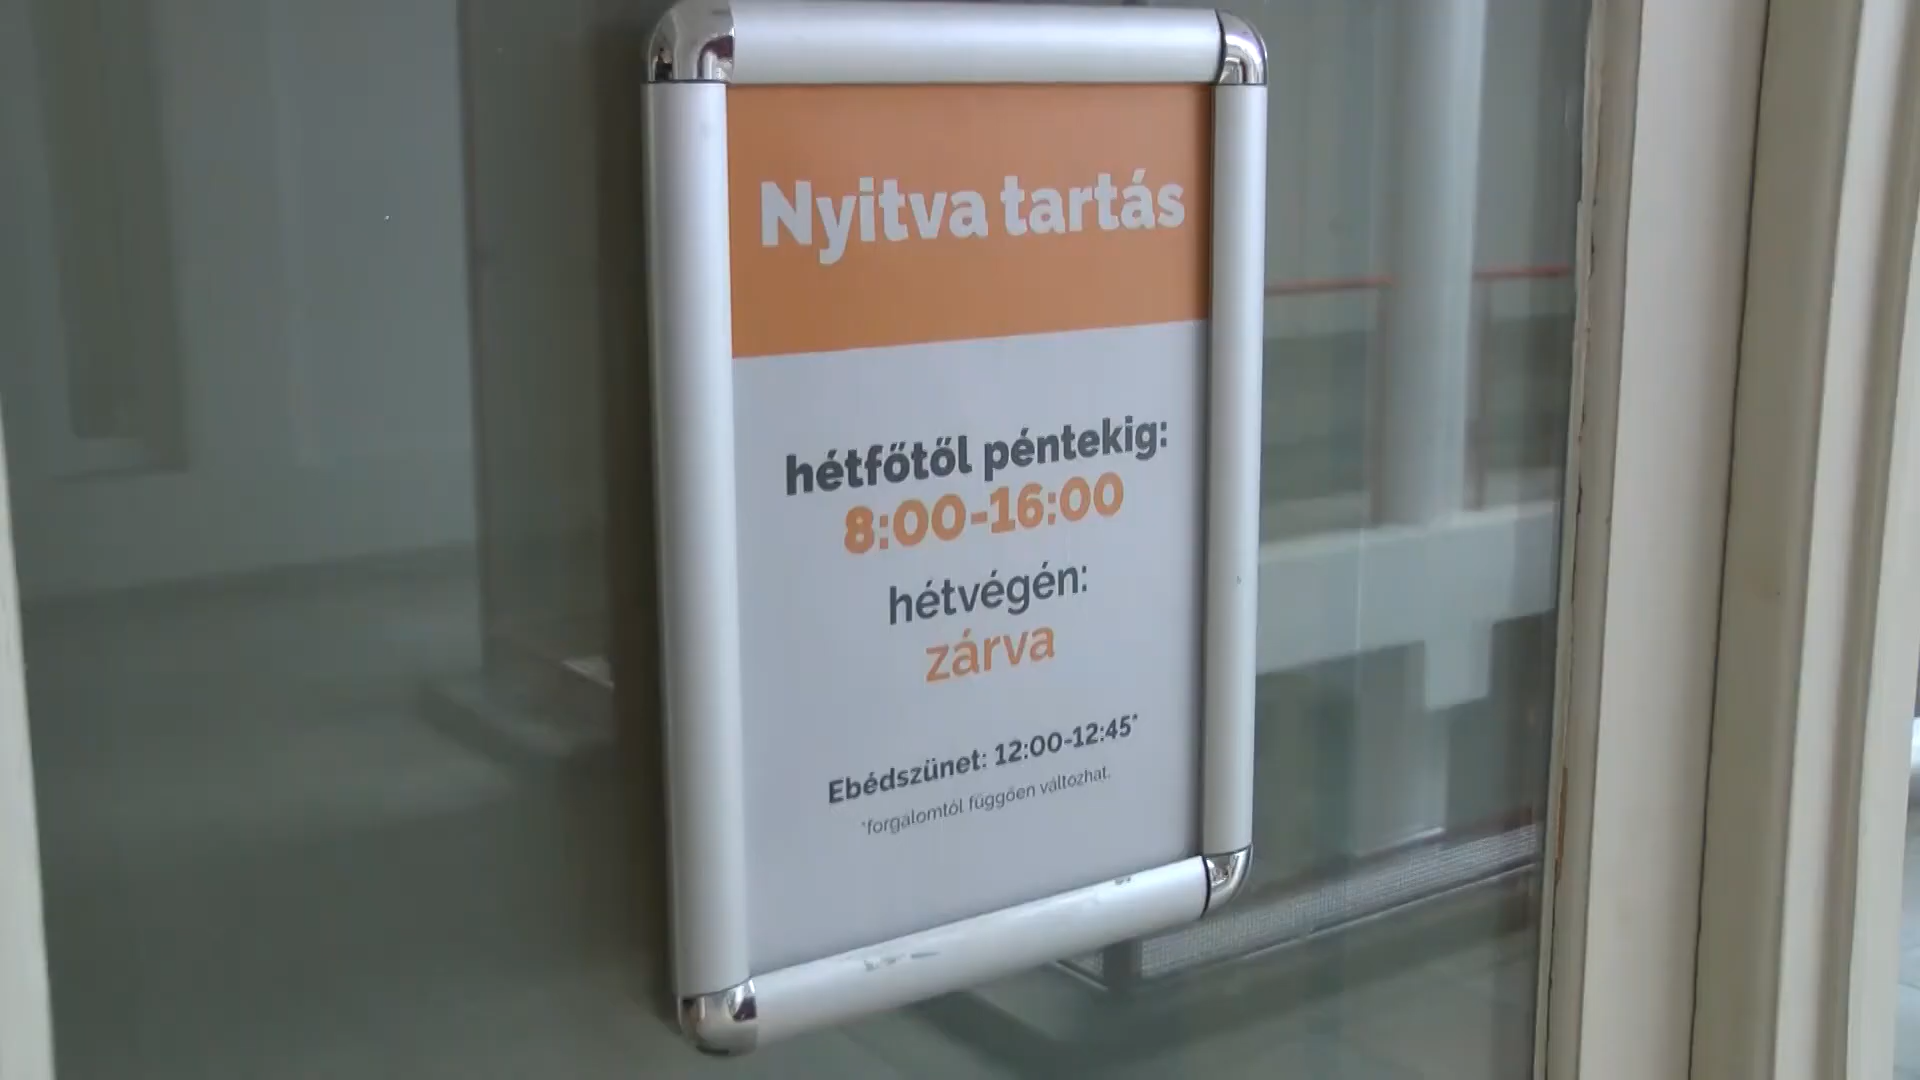 Nyitva tartás
hétfőtől péntekig:
8:00-16:00
hétvégén:
zárva
Ebédszünet: 12:00-12:45*
*forgalomtól függően változhat.